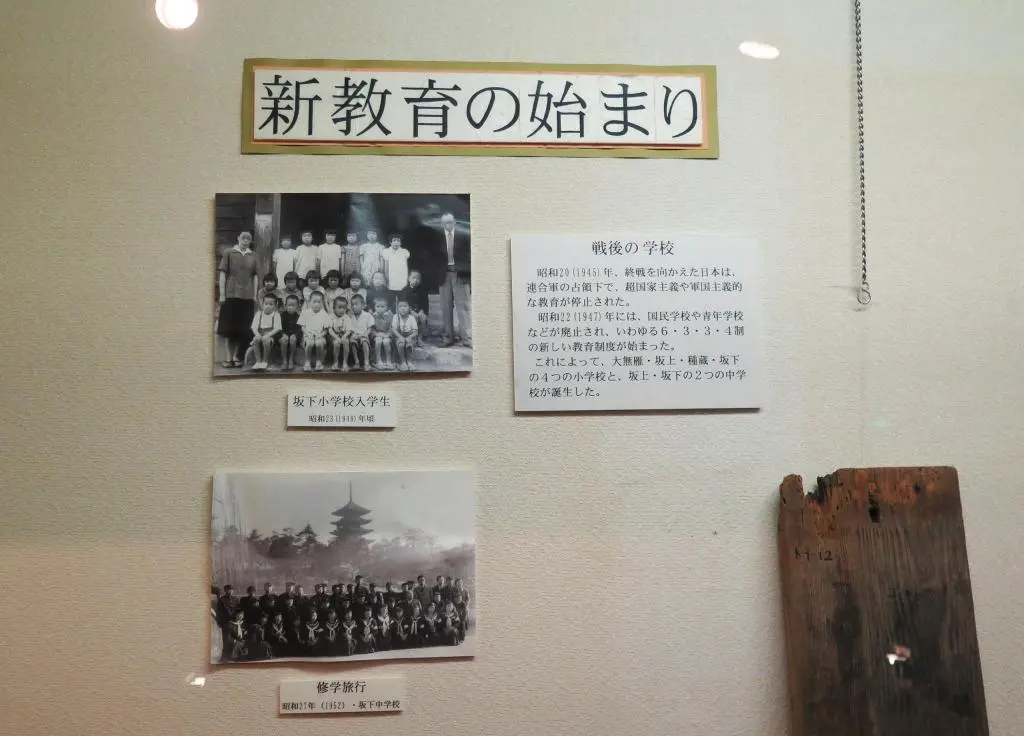 新教育の始まり
戦後の学校
昭和20(1945)年、終戦を向かえた日本は、
連合軍の占領下で、超国家主義や軍国主義的
な教育が停止された。
昭和22(1947)年には、国民学校や青年学校
などが廃止され、いわゆる6・3・3・4制
の新しい教育制度が始まった。
これによって、大無雁・坂上・種蔵・坂下
の4つの小学校と、坂上・坂下の2つの中学
校が誕生した。
坂下小学校入学生
昭和23(1948)年頃
修学旅行
昭和27年（1952）・坂下中学校